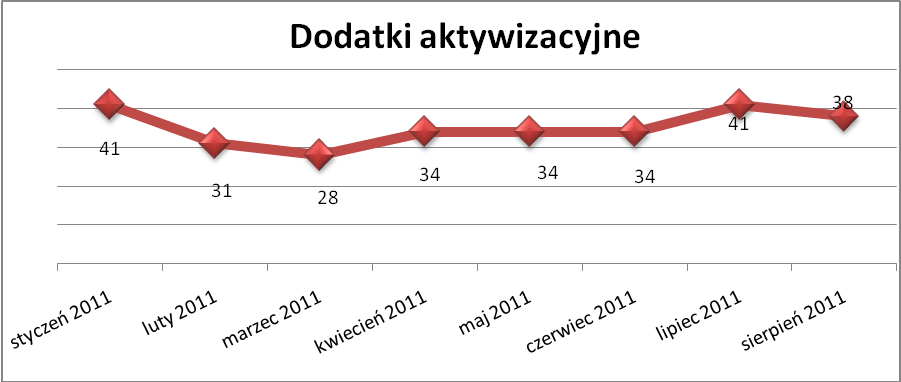 Dodatki aktywizacyjne
41
31
28
34
34
34
41
38
styczeń 2011
luty 2011
marzec 2011
kwiecień 2011
maj 2011
czerwiec 2011
lipiec 2011
sierpień 2011